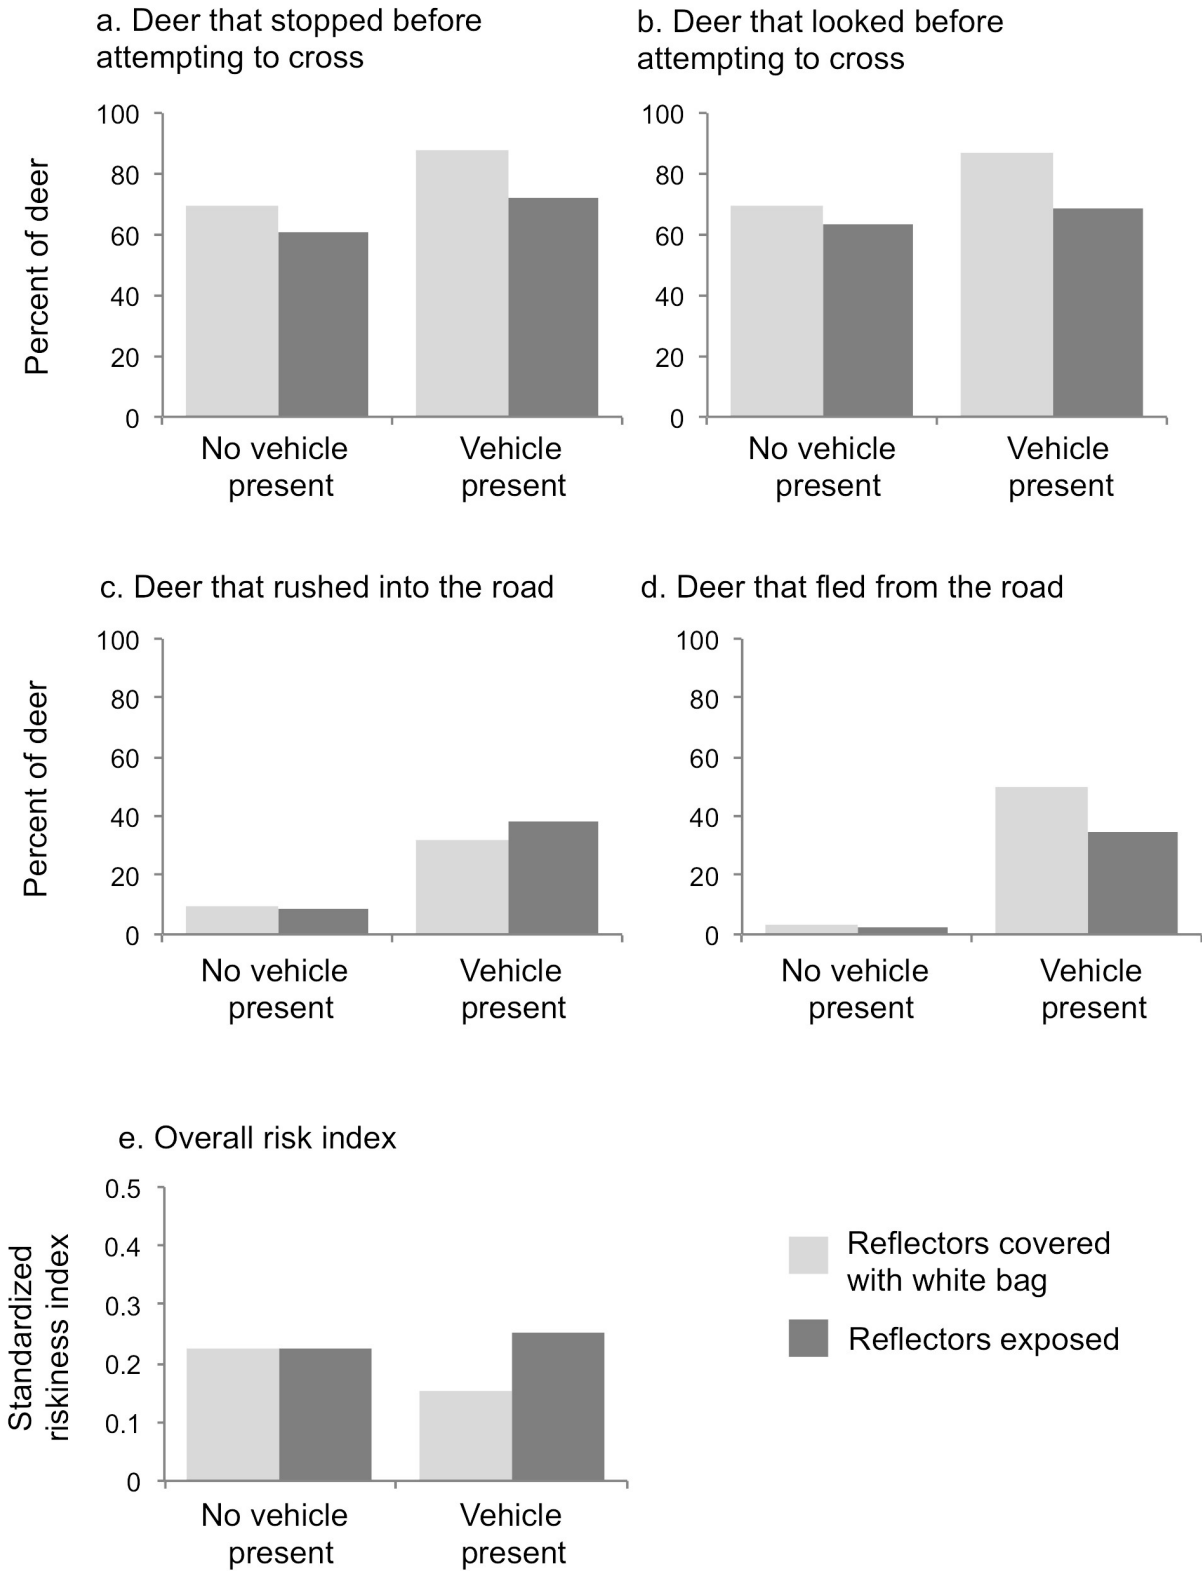 a. Deer that stopped before
attempting to cross
100
80
60
40
20
0
Percent of deer
No vehicle
present
Vehicle
present
b. Deer that looked before
attempting to cross
100
80
60
40
20
0
No vehicle
present
Vehicle
present
c. Deer that rushed into the road
100
80
60
40
20
0
Percent of deer
No vehicle
present
Vehicle
present
d. Deer that fled from the road
100
80
60
40
20
0
No vehicle
present
Vehicle
present
e. Overall risk index
0.5
0.4
0.3
0.2
0.1
0
Standardized
riskiness index
No vehicle
present
Vehicle
present
Reflectors covered
with white bag
Reflectors exposed